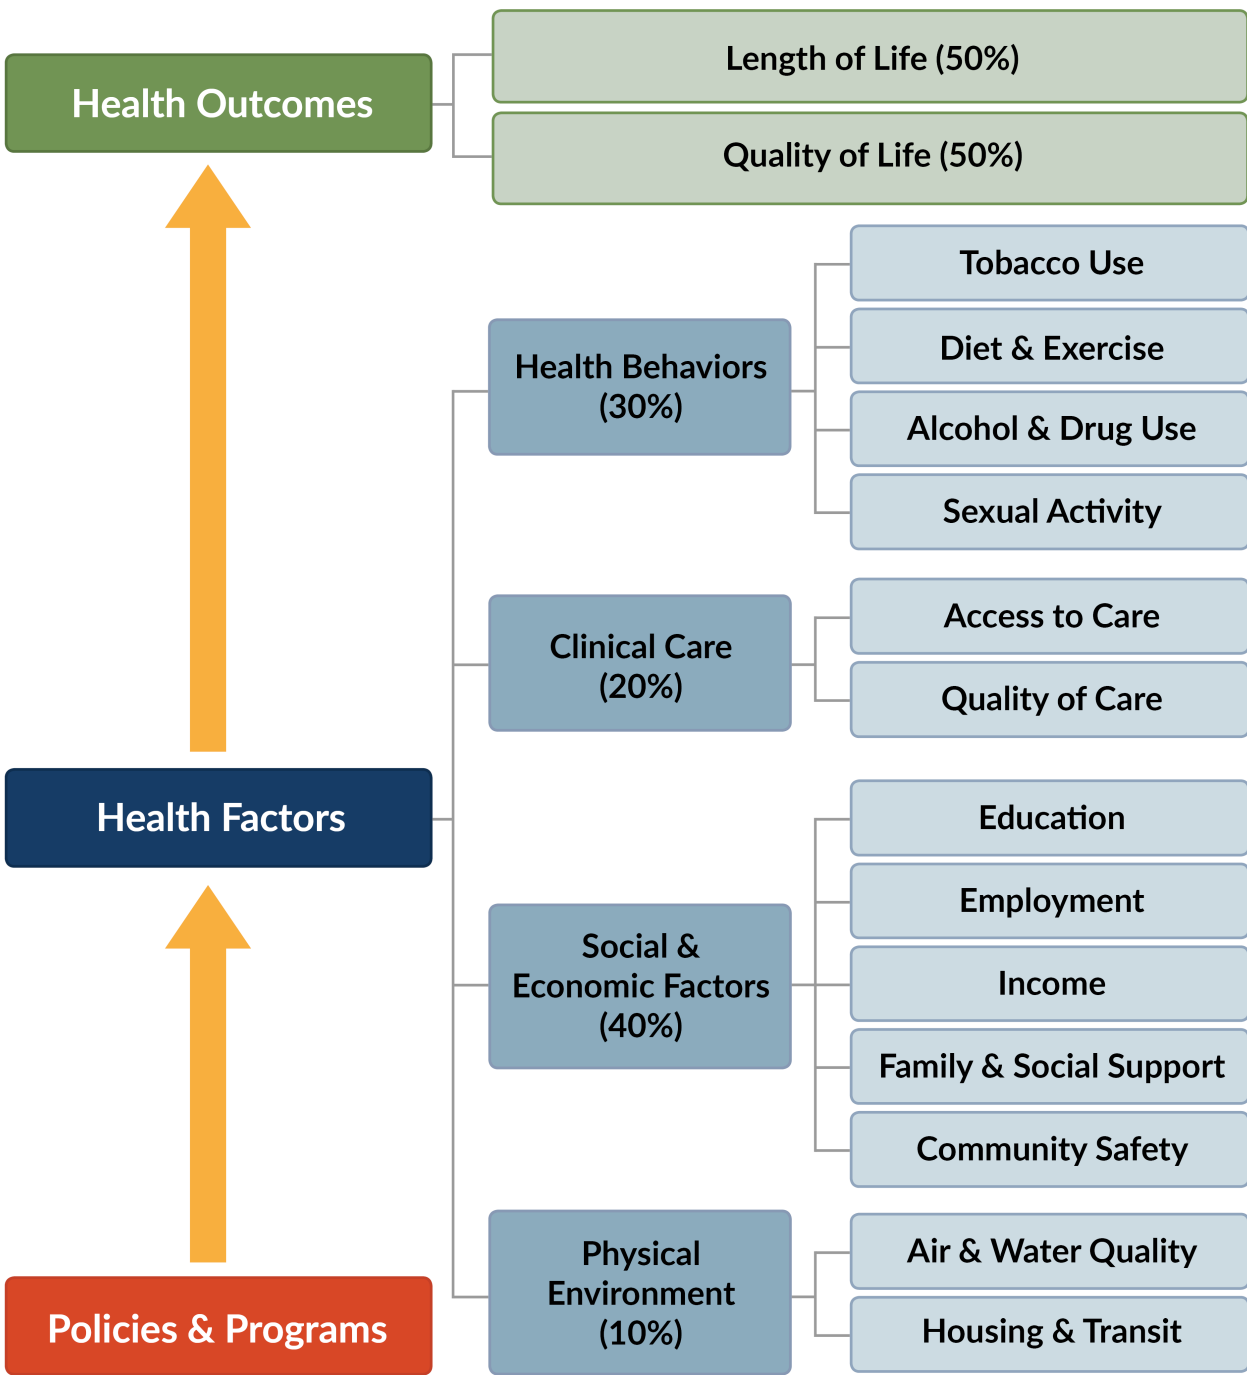 Health Outcomes
Length of Life (50%)
Quality of Life (50%)
Health Factors
Health Behaviors
(30%)
Tobacco Use
Diet & Exercise
Alcohol & Drug Use
Sexual Activity
Clinical Care
(20%)
Access to Care
Quality of Care
Social &
Economic Factors
(40%)
Education
Employment
Income
Family & Social Support
Community Safety
Physical
Environment
(10%)
Air & Water Quality
Housing & Transit
Policies & Programs